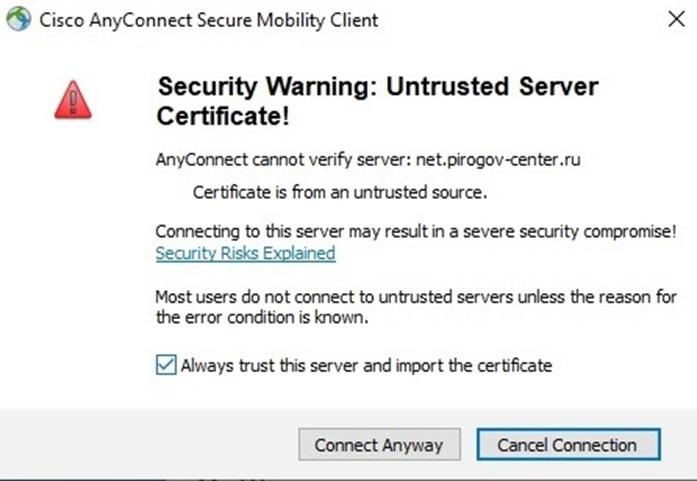 Cisco AnyConnect Secure Mobility Client
Security Warning: Untrusted Server
Certificate!
AnyConnect cannot verify server: net.pirogov-center.ru
Certificate is from an untrusted source.
Connecting to this server may result in a severe security compromise!
Security Risks Explained
Most users do not connect to untrusted servers unless the reason for
the error condition is known.
Always trust this server and import the certificate
Connect Anyway
Cancel Connection